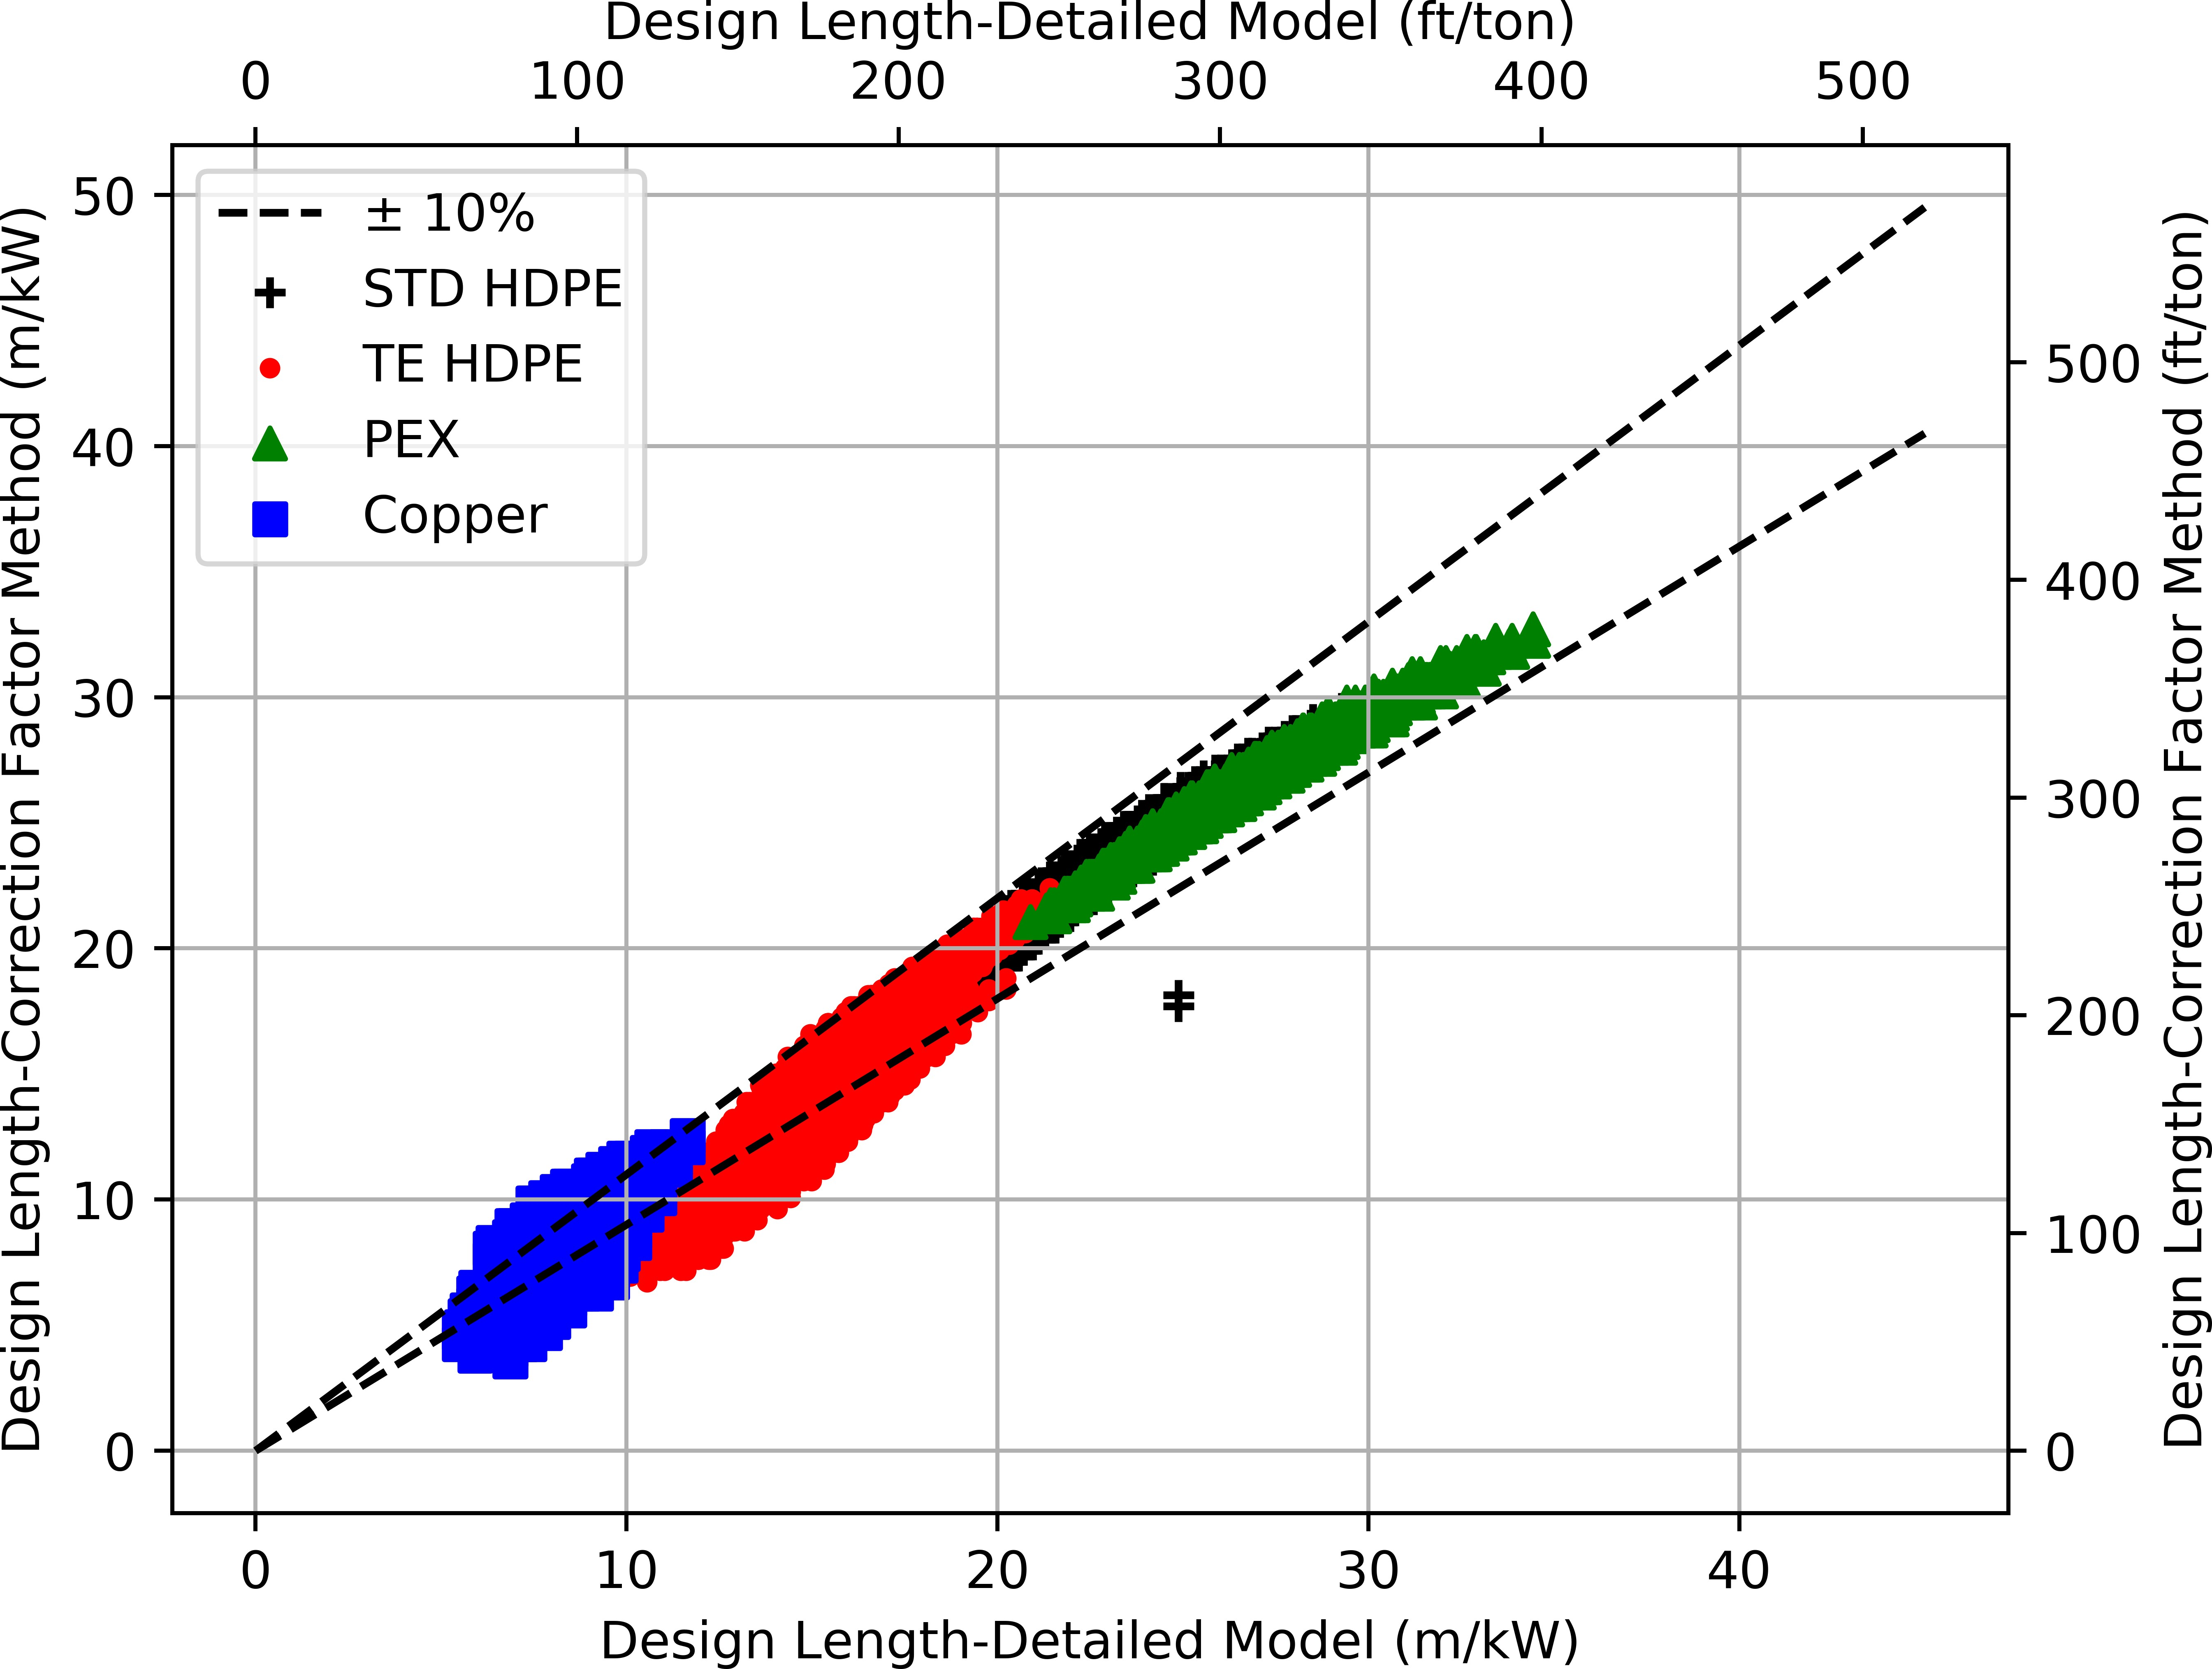 Design Length-Detailed Model (ft/ton)
0 100 200 300 400 500
Design Length-Correction Factor Method (m/kW)
50
40
30
20
10
0
± 10%
STD HDPE
TE HDPE
PEX
Copper
500
400
300
200
100
0
Design Length-Correction Factor Method (ft/ton)
0 10 20 30 40
Design Length-Detailed Model (m/kW)